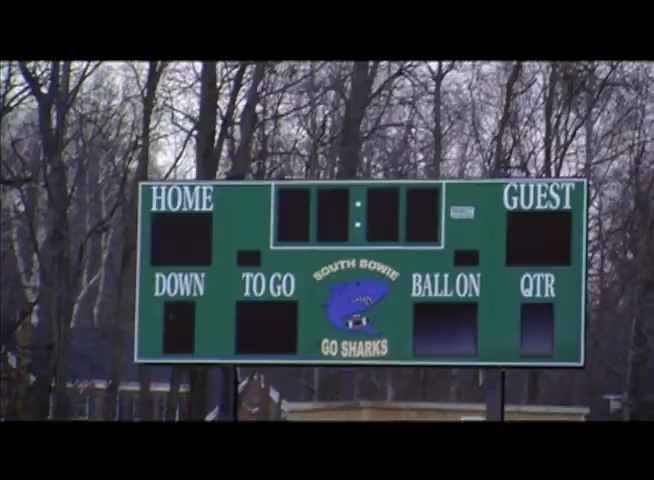 HOME
GUEST
DOWN
TO GO
SOUTH BOWIE
BALL ON
QTR
GO SHARKS